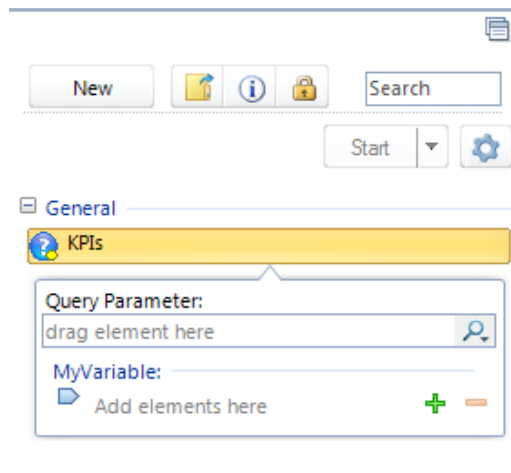 New
Search
Start
General
KPIs
Query Parameter:
drag element here
MyVariable:
Add elements here